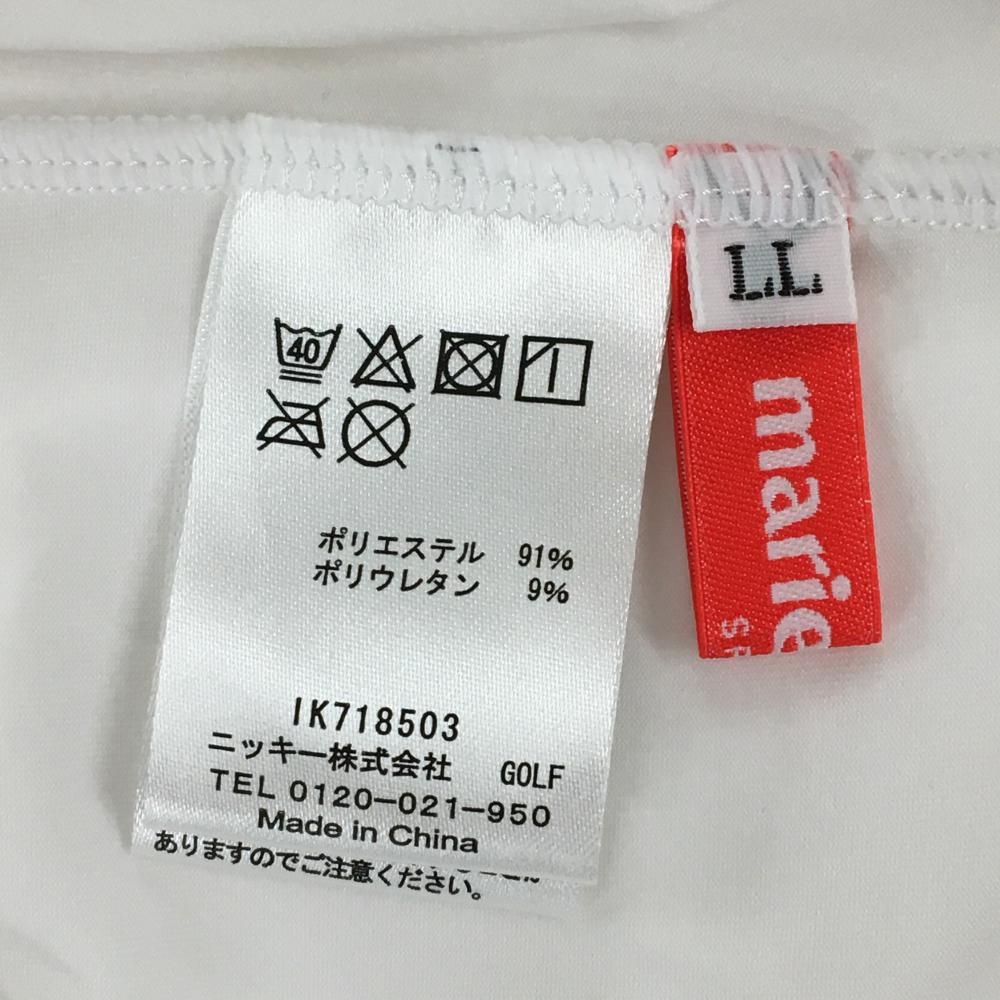 40
ポリエステル 91%
ポリウレタン 9%
IK718503
ニッキー株式会社 GOLF
TEL 0120-021-950
Made in China
ありますのでご注意ください。
LL
marie